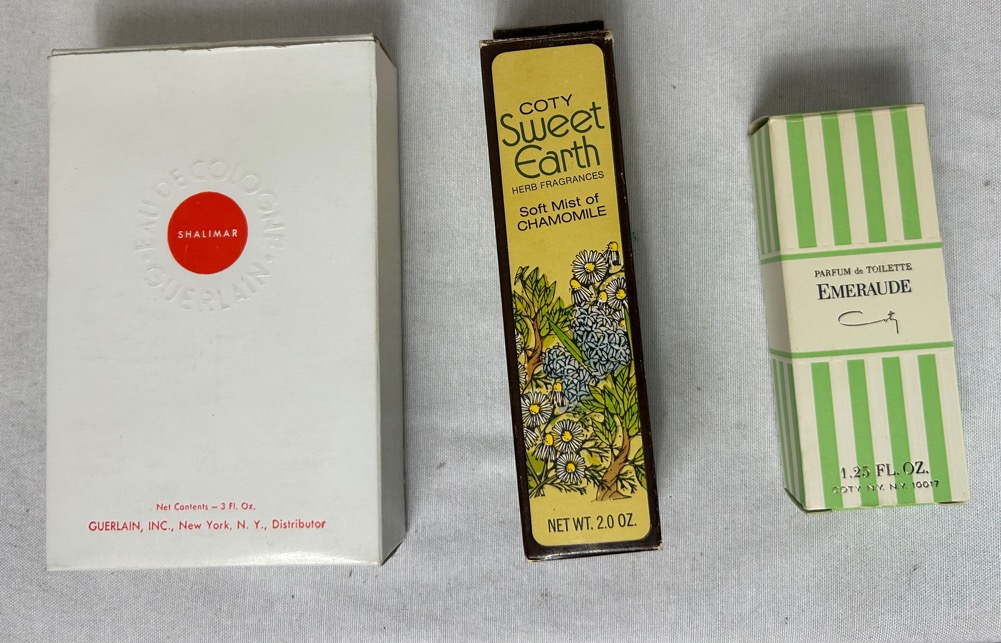 EAU DE COLOGNE
SHALIMAR
GUERLAIN
Net Contents — 3 Fl. Oz.
GUERLAIN, INC., New York, N. Y., Distributor
COTY
Sweet
Earth
HERB FRAGRANCES
Soft Mist of
CHAMOMILE
NET WT. 2.0 OZ.
PARFUM de TOILETTE
EMERAUDE
Coty
1.25 FL. OZ.
COTY N.Y. N.Y. 10017